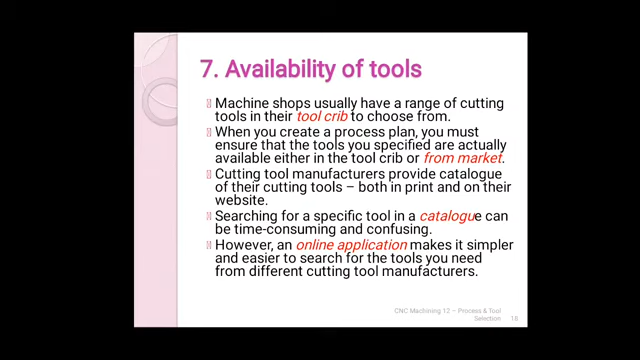 7. Availability of tools
Machine shops usually have a range of cutting
tools in their tool crib to choose from.
When you create a process plan, you must
ensure that the tools you specified are actually
available either in the tool crib or from market.
Cutting tool manufacturers provide catalogue
of their cutting tools – both in print and on their
website.
Searching for a specific tool in a catalogue can
be time-consuming and confusing.
However, an online application makes it simpler
and easier to search for the tools you need
from different cutting tool manufacturers.
CNC Machining 12 – Process & Tool
Selection 18